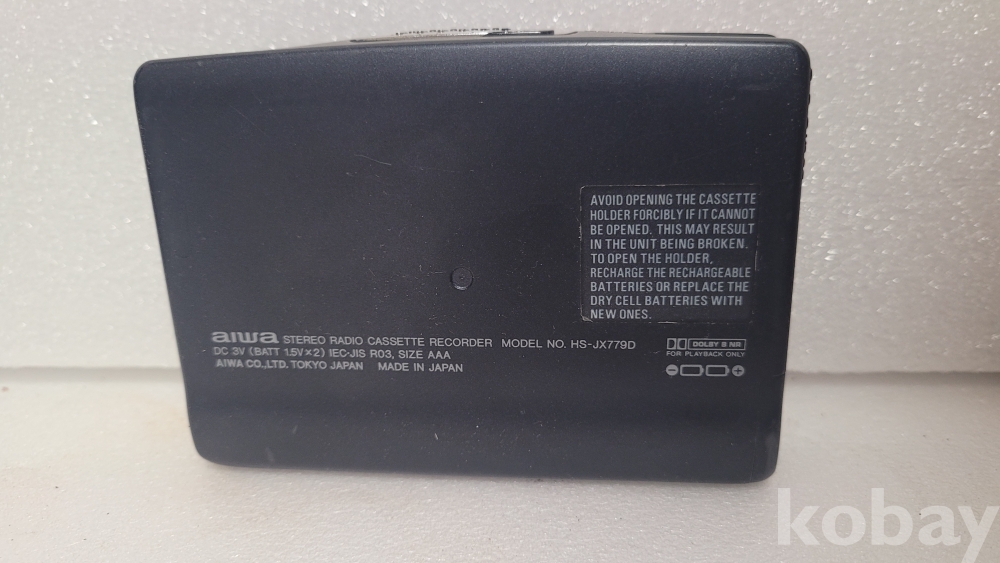 AVOID OPENING THE CASSETTE
HOLDER FORCIBLY IF IT CANNOT
BE OPENED. THIS MAY RESULT
IN THE UNIT BEING BROKEN.
TO OPEN THE HOLDER,
RECHARGE THE RECHARGEABLE
BATTERIES OR REPLACE THE
DRY CELL BATTERIES WITH
NEW ONES.
aiwa STEREO RADIO CASSETTE RECORDER MODEL NO. HS-JX779D
DC 3V (BATT 1.5V×2) IEC-JIS R03, SIZE AAA
AIWA CO.,LTD. TOKYO JAPAN MADE IN JAPAN
DOLBY B NR
FOR PLAYBACK ONLY
kobay